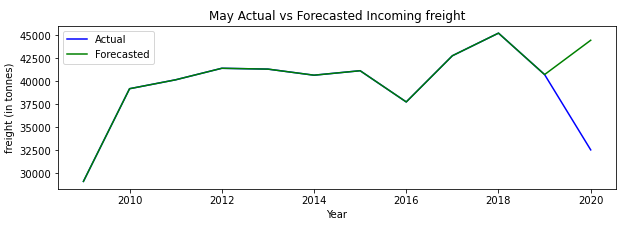 May Actual vs Forecasted Incoming freight
Actual
Forecasted
freight (in tonnes)
45000
42500
40000
37500
35000
32500
30000
2010
2012
2014
2016
2018
2020
Year